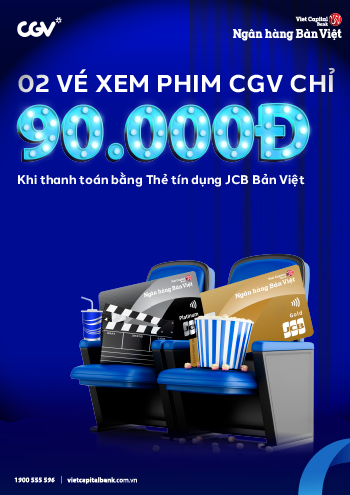 CGV*
Viet Capital Bank
Ngân hàng Bản Việt
02 VÉ XEM PHIM CGV CHỈ
90.000Đ
Khi thanh toán bằng Thẻ tín dụng JCB Bản Việt
Ngân hàng Bản Việt
Platinum
Ngân hàng Bản Việt
Gold
JCB
1900 555 596 | vietcapitalbank.com.vn